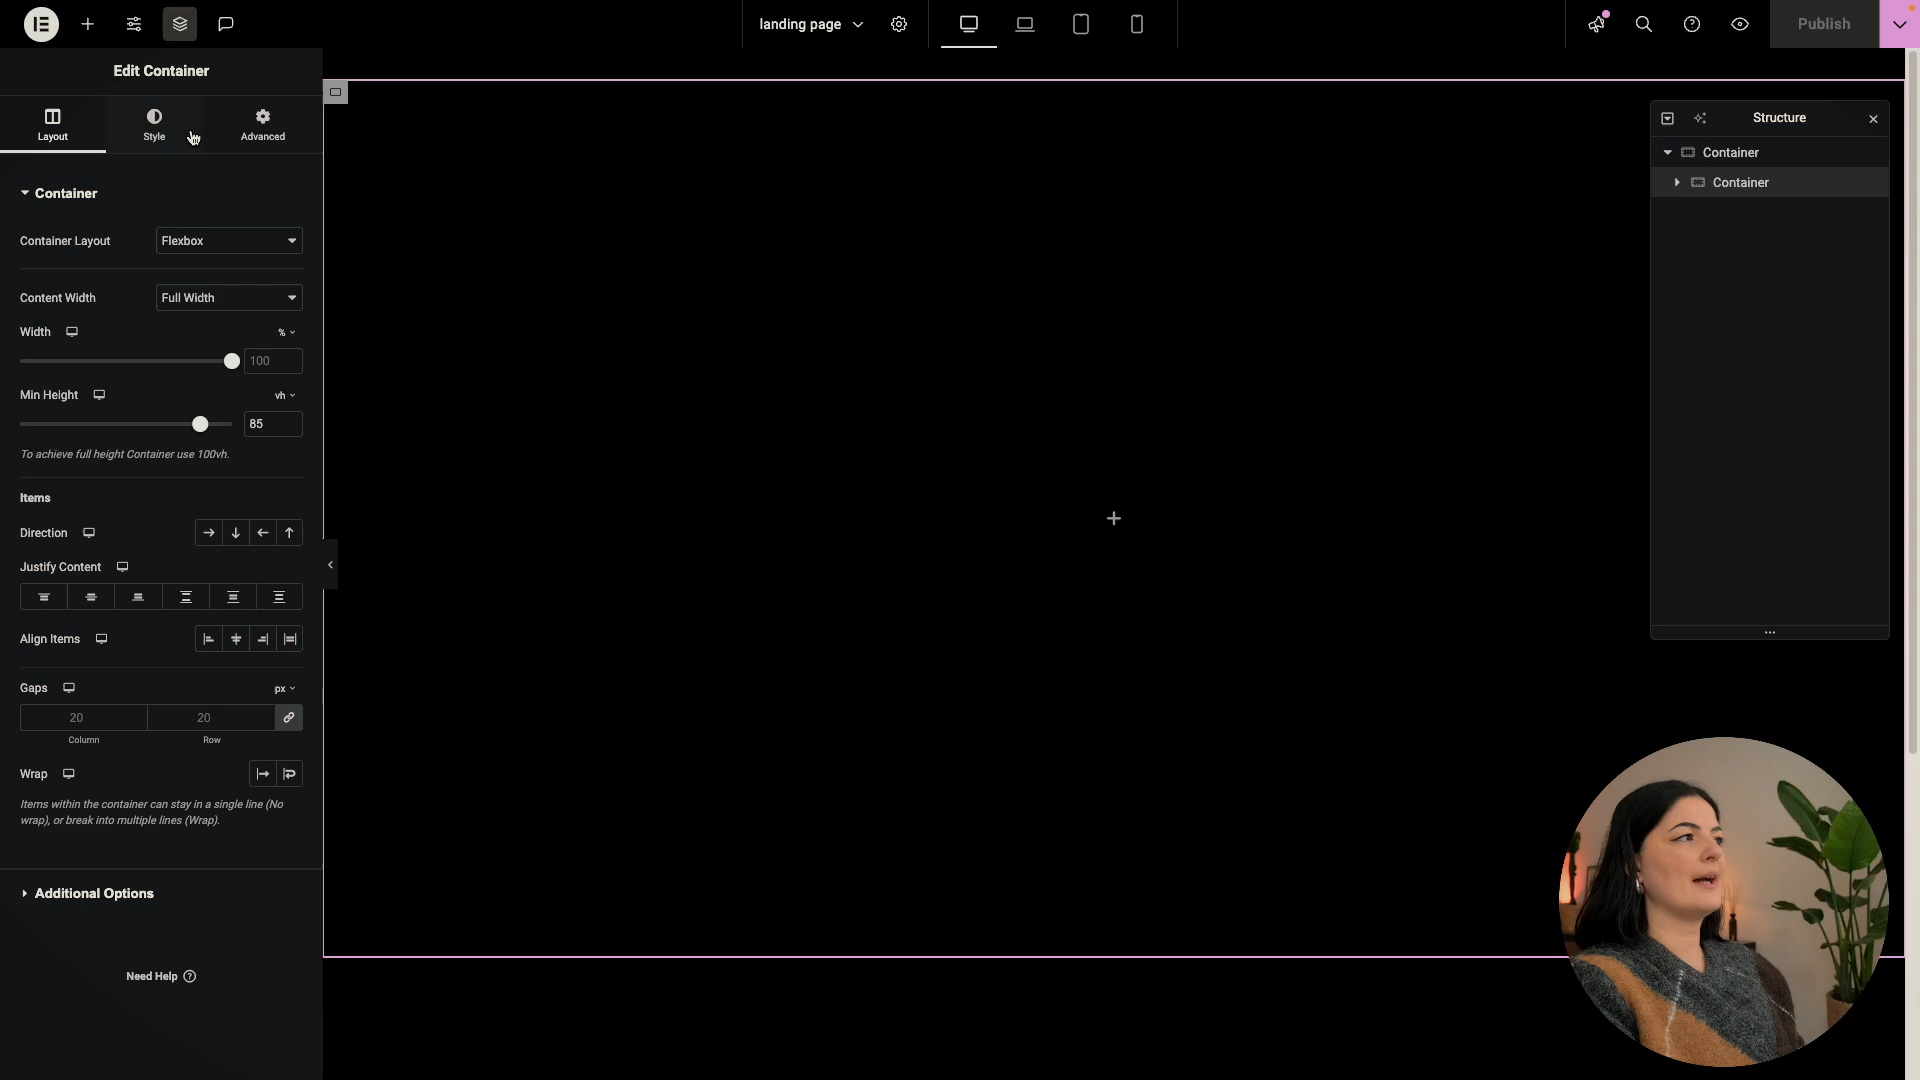 landing page
Publish
Edit Container
Layout
Style
Advanced
Container
Container Layout
Flexbox
Content Width
Full Width
Width
%
100
Min Height
vh
85
To achieve full height Container use 100vh.
Items
Direction
Justify Content
Align Items
Gaps
px
20
20
Column
Row
Wrap
Items within the container can stay in a single line (No
wrap), or break into multiple lines (Wrap).
Additional Options
Need Help
Structure
Container
Container